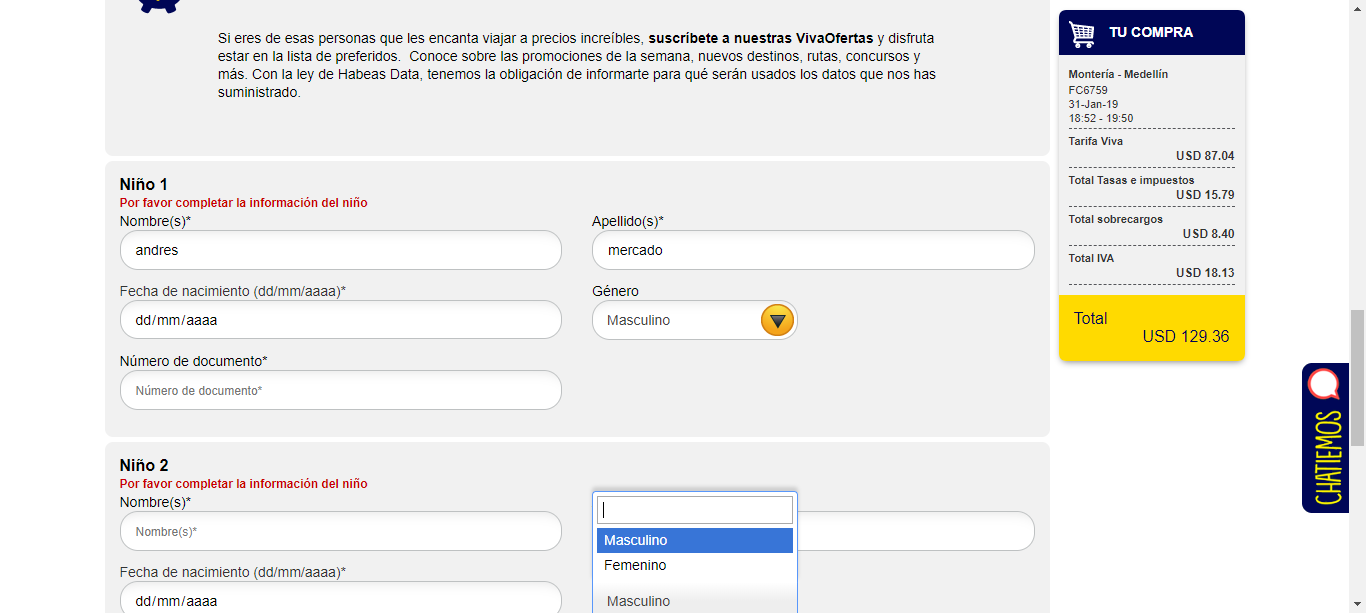 Si eres de esas personas que les encanta viajar a precios increíbles, suscríbete a nuestras VivaOfertas y disfruta
estar en la lista de preferidos. Conoce sobre las promociones de la semana, nuevos destinos, rutas, concursos y
más. Con la ley de Habeas Data, tenemos la obligación de informarte para qué serán usados los datos que nos has
suministrado.
Niño 1
Por favor completar la información del niño
Nombre(s)*
Apellido(s)*
andres
mercado
Fecha de nacimiento (dd/mm/aaaa)*
Género
dd/mm/aaaa
Masculino
Número de documento*
Número de documento*
Niño 2
Por favor completar la información del niño
Nombre(s)*
Nombre(s)*
Masculino
Femenino
Fecha de nacimiento (dd/mm/aaaa)*
dd/mm/aaaa
Masculino
TU COMPRA
Montería - Medellín
FC6759
31-Jan-19
18:52 - 19:50
Tarifa Viva
USD 87.04
Total Tasas e impuestos
USD 15.79
Total sobrecargos
USD 8.40
Total IVA
USD 18.13
Total
USD 129.36
CHATIEMOS